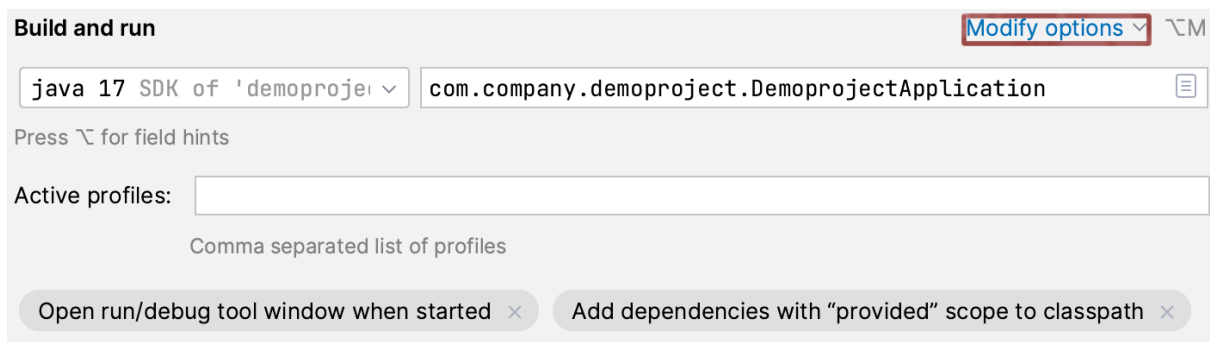 Build and run
Modify options ⌥M
java 17 SDK of 'demoproje
com.company.demoproject.DemoprojectApplication
Press ⌥ for field hints
Active profiles:
Comma separated list of profiles
Open run/debug tool window when started ×
Add dependencies with “provided” scope to classpath ×